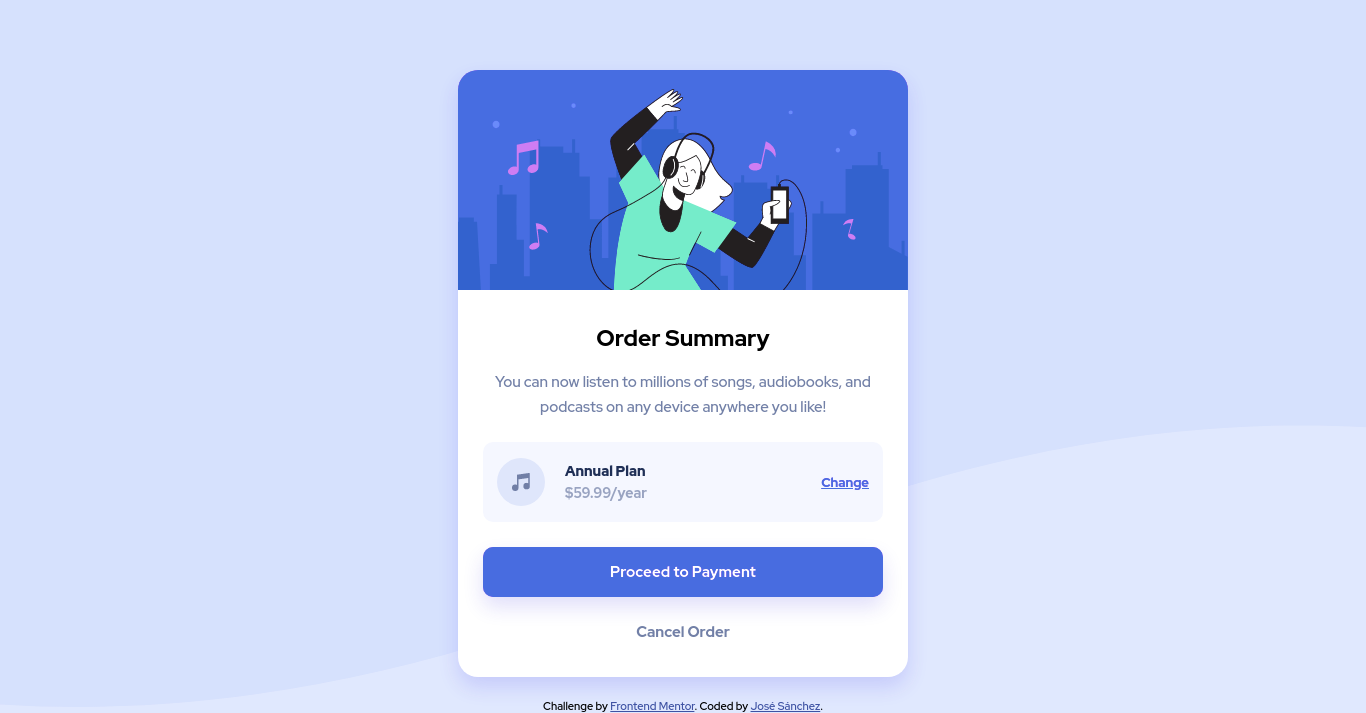 Order Summary
You can now listen to millions of songs, audiobooks, and
podcasts on any device anywhere you like!
Annual Plan
$59.99/year
Change
Proceed to Payment
Cancel Order
Challenge by Frontend Mentor. Coded by José Sánchez.